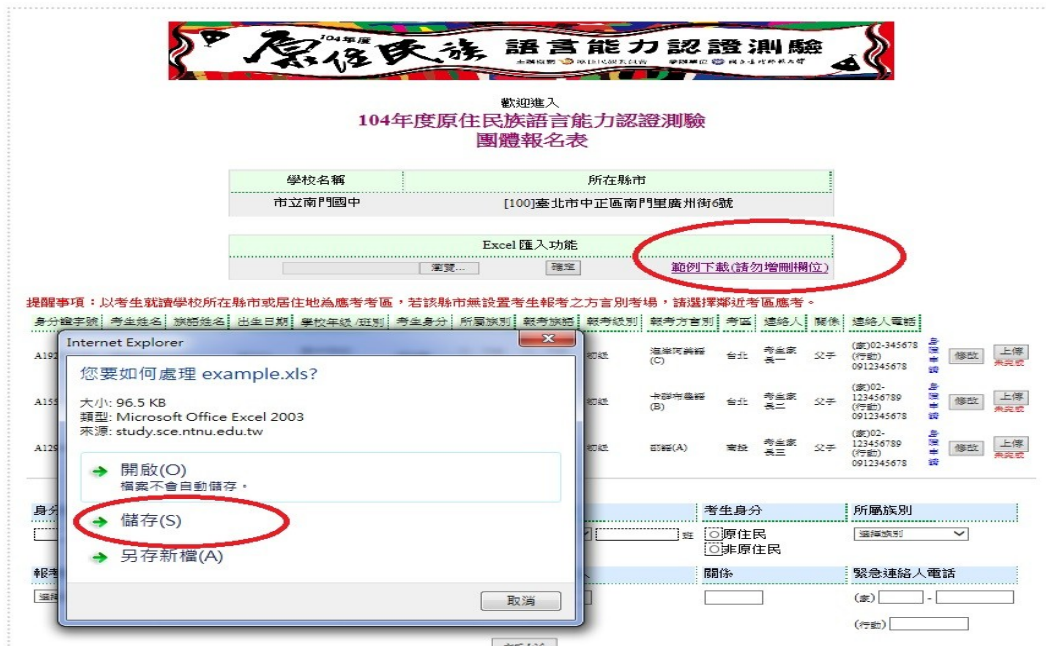 104年度
原住民族 語言能力認證測驗
歡迎進入
104年度原住民族語言能力認證測驗
團體報名表
學校名稱 所在縣市
市立南門國中 [100]臺北市中正區南門里廣州街6號
Excel 匯入功能
瀏覽... 確定 範例下載(請勿增刪欄位)
提醒事項：以考生就讀學校所在縣市或居住地為應考考區，若該縣市無設置考生報考之方言別考場，請選擇鄰近考區應考。
身分證字號 考生姓名 族語姓名 出生日期 學校年級/班別 考生身分 所屬族別 報考族語 報考級別 報考方言別 考區 連絡人 關係 連絡人電話
Internet Explorer
您要如何處理 example.xls?
大小: 96.5 KB
類型: Microsoft Office Excel 2003
來源: study.sce.ntnu.edu.tw
開啟(O)
檔案不會自動儲存。
儲存(S)
另存新檔(A)
取消
A192 初級 海岸阿美語(C) 台北 考生家長一 父子 (家)02-345678 (行動) 0912345678 修改 上傳 未完成
A155 初級 卡群布農語(B) 台北 考生家長二 父子 (家)02-123456789 (行動) 0912345678 修改 上傳 未完成
A129 初級 (A) 南投 考生家長三 父子 (家)02-123456789 (行動) 0912345678 修改 上傳 未完成
身分 考生身分 所屬族別
班 原住民 選擇族別
非原住民
報考 關係 緊急連絡人電話
(家) -
(行動)